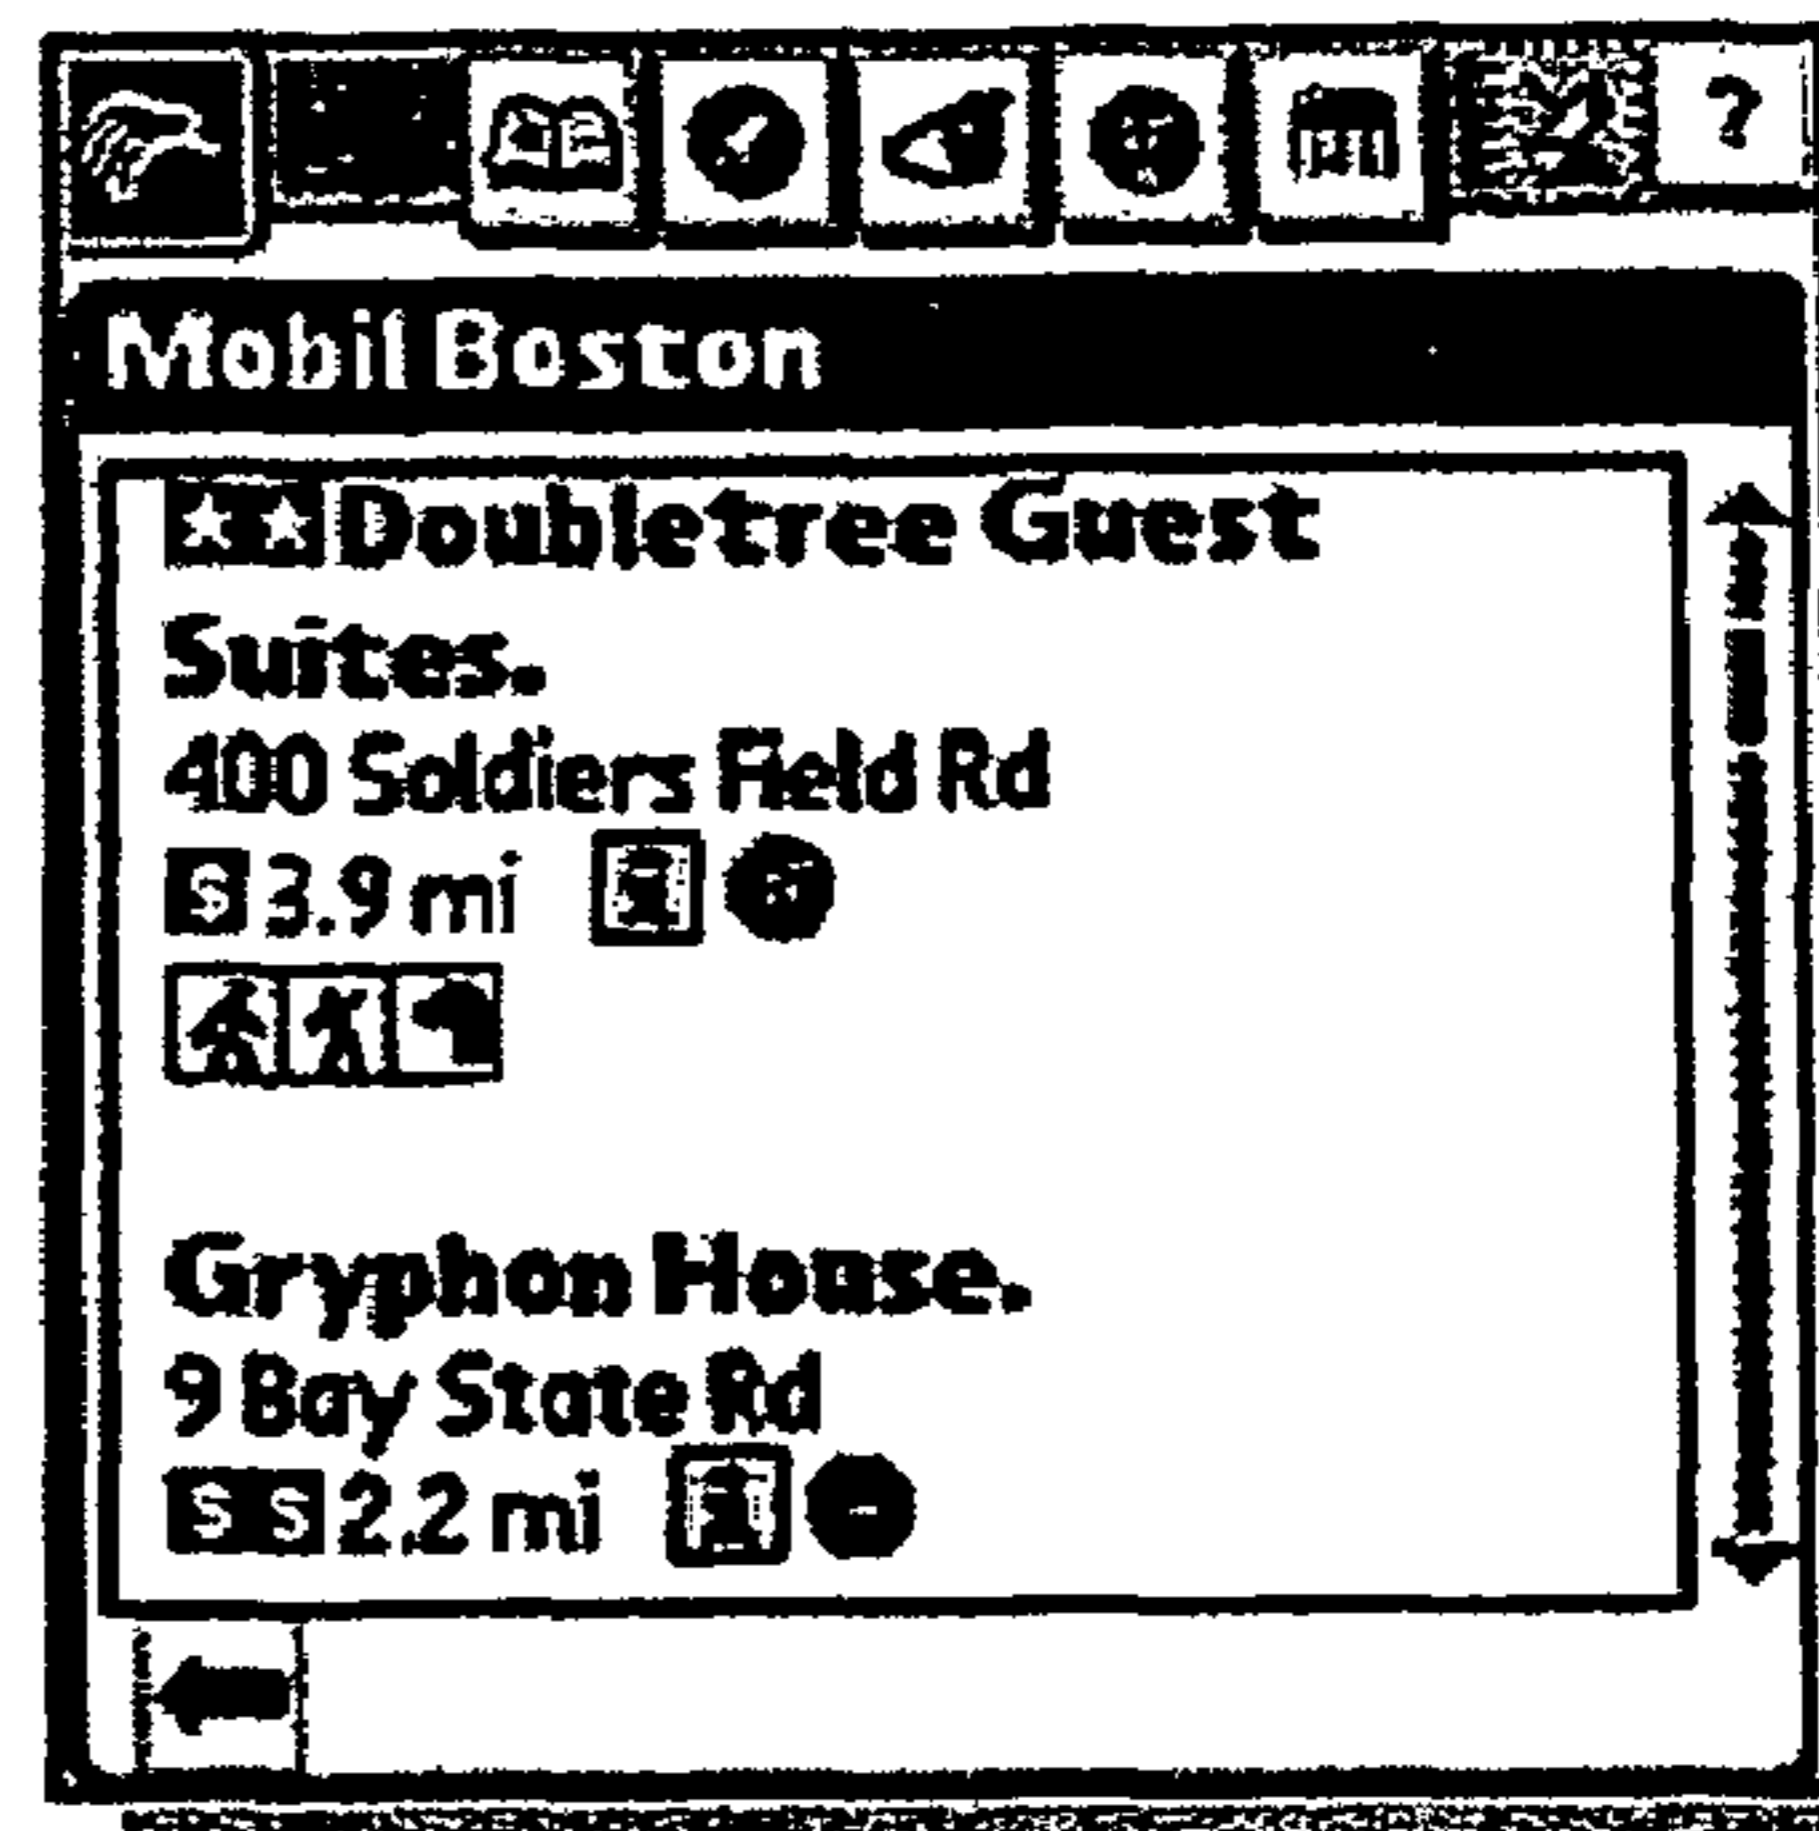 ?
Mobil Boston
Doubletree Guest
Suites.
400 Soldiers Field Rd
S 3.9 mi
Gryphon House.
9 Bay State Rd
S S 2.2 mi